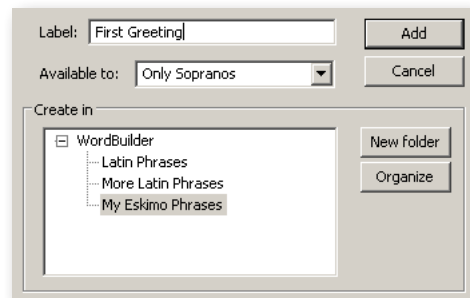 Label: First Greeting
Add
Available to: Only Sopranos
Cancel
Create in
WordBuilder
New folder
Latin Phrases
Organize
More Latin Phrases
My Eskimo Phrases